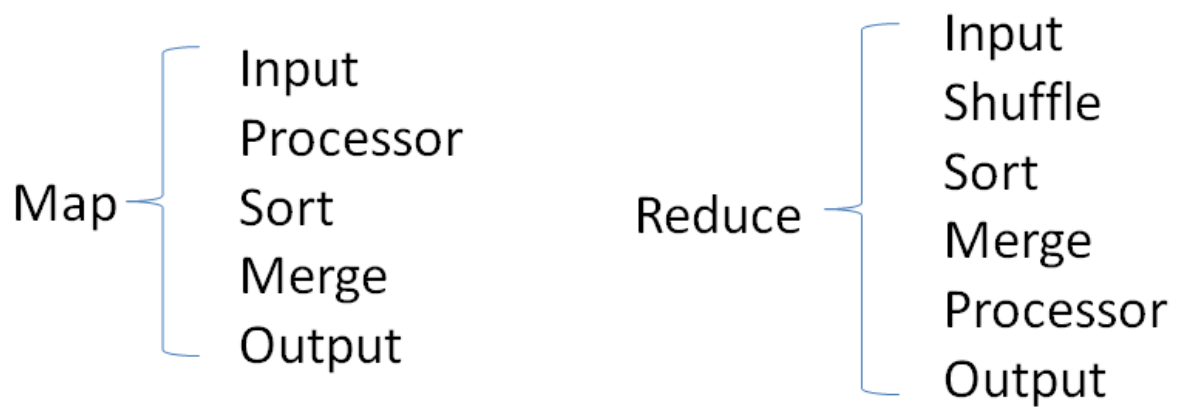 Map
Input
Processor
Sort
Merge
Output
Reduce
Input
Shuffle
Sort
Merge
Processor
Output